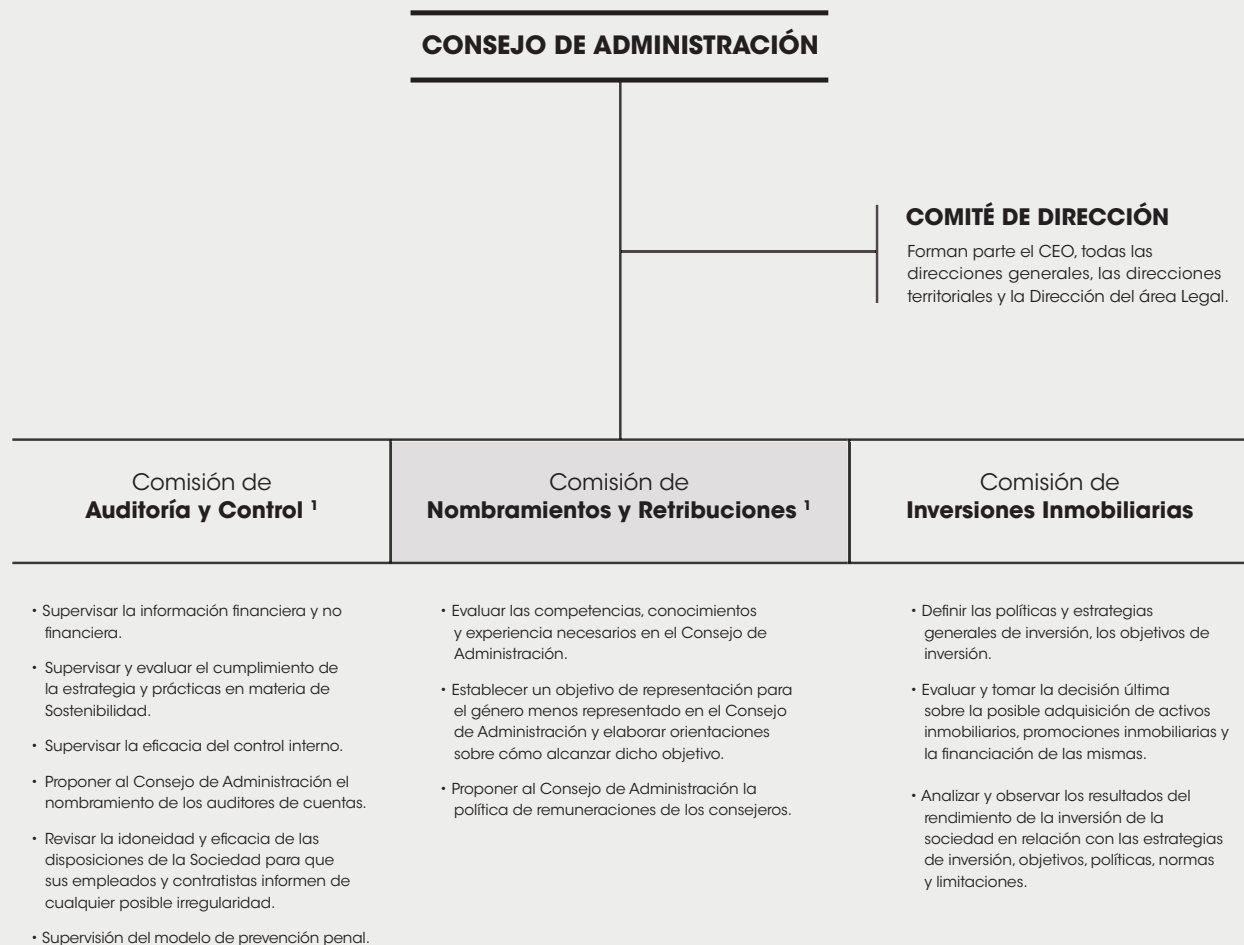 CONSEJO DE ADMINISTRACIÓN
COMITÉ DE DIRECCIÓN
Forman parte el CEO, todas las
direcciones generales, las direcciones
territoriales y la Dirección del área Legal.
Comisión de
Auditoría y Control ¹
Comisión de
Nombramientos y Retribuciones ¹
Comisión de
Inversiones Inmobiliarias
• Supervisar la información financiera y no
financiera.
• Supervisar y evaluar el cumplimiento de
la estrategia y prácticas en materia de
Sostenibilidad.
• Supervisar la eficacia del control interno.
• Proponer al Consejo de Administración el
nombramiento de los auditores de cuentas.
• Revisar la idoneidad y eficacia de las
disposiciones de la Sociedad para que
sus empleados y contratistas informen de
cualquier posible irregularidad.
• Supervisión del modelo de prevención penal.
• Evaluar las competencias, conocimientos
y experiencia necesarios en el Consejo de
Administración.
• Establecer un objetivo de representación para
el género menos representado en el Consejo
de Administración y elaborar orientaciones
sobre cómo alcanzar dicho objetivo.
• Proponer al Consejo de Administración la
política de remuneraciones de los consejeros.
• Definir las políticas y estrategias
generales de inversión, los objetivos de
inversión.
• Evaluar y tomar la decisión última
sobre la posible adquisición de activos
inmobiliarios, promociones inmobiliarias y
la financiación de las mismas.
• Analizar y observar los resultados del
rendimiento de la inversión de la
sociedad en relación con las estrategias
de inversión, objetivos, políticas, normas
y limitaciones.